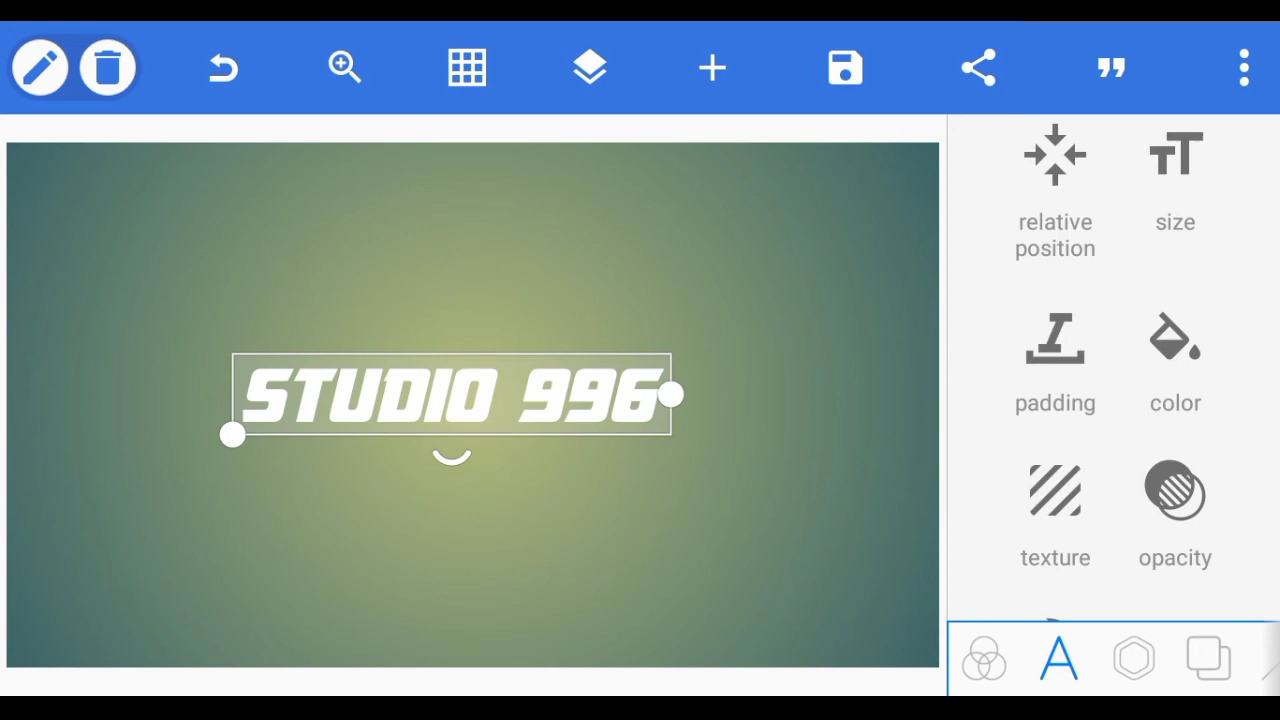 STUDIO 996
relative
position
size
padding
color
texture
opacity